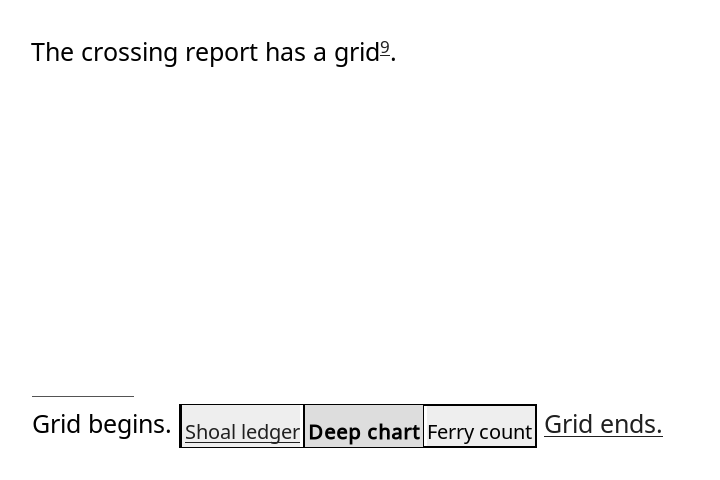 The crossing report has a grid9.
Grid begins. Shoal ledger Deep chart Ferry count Grid ends.